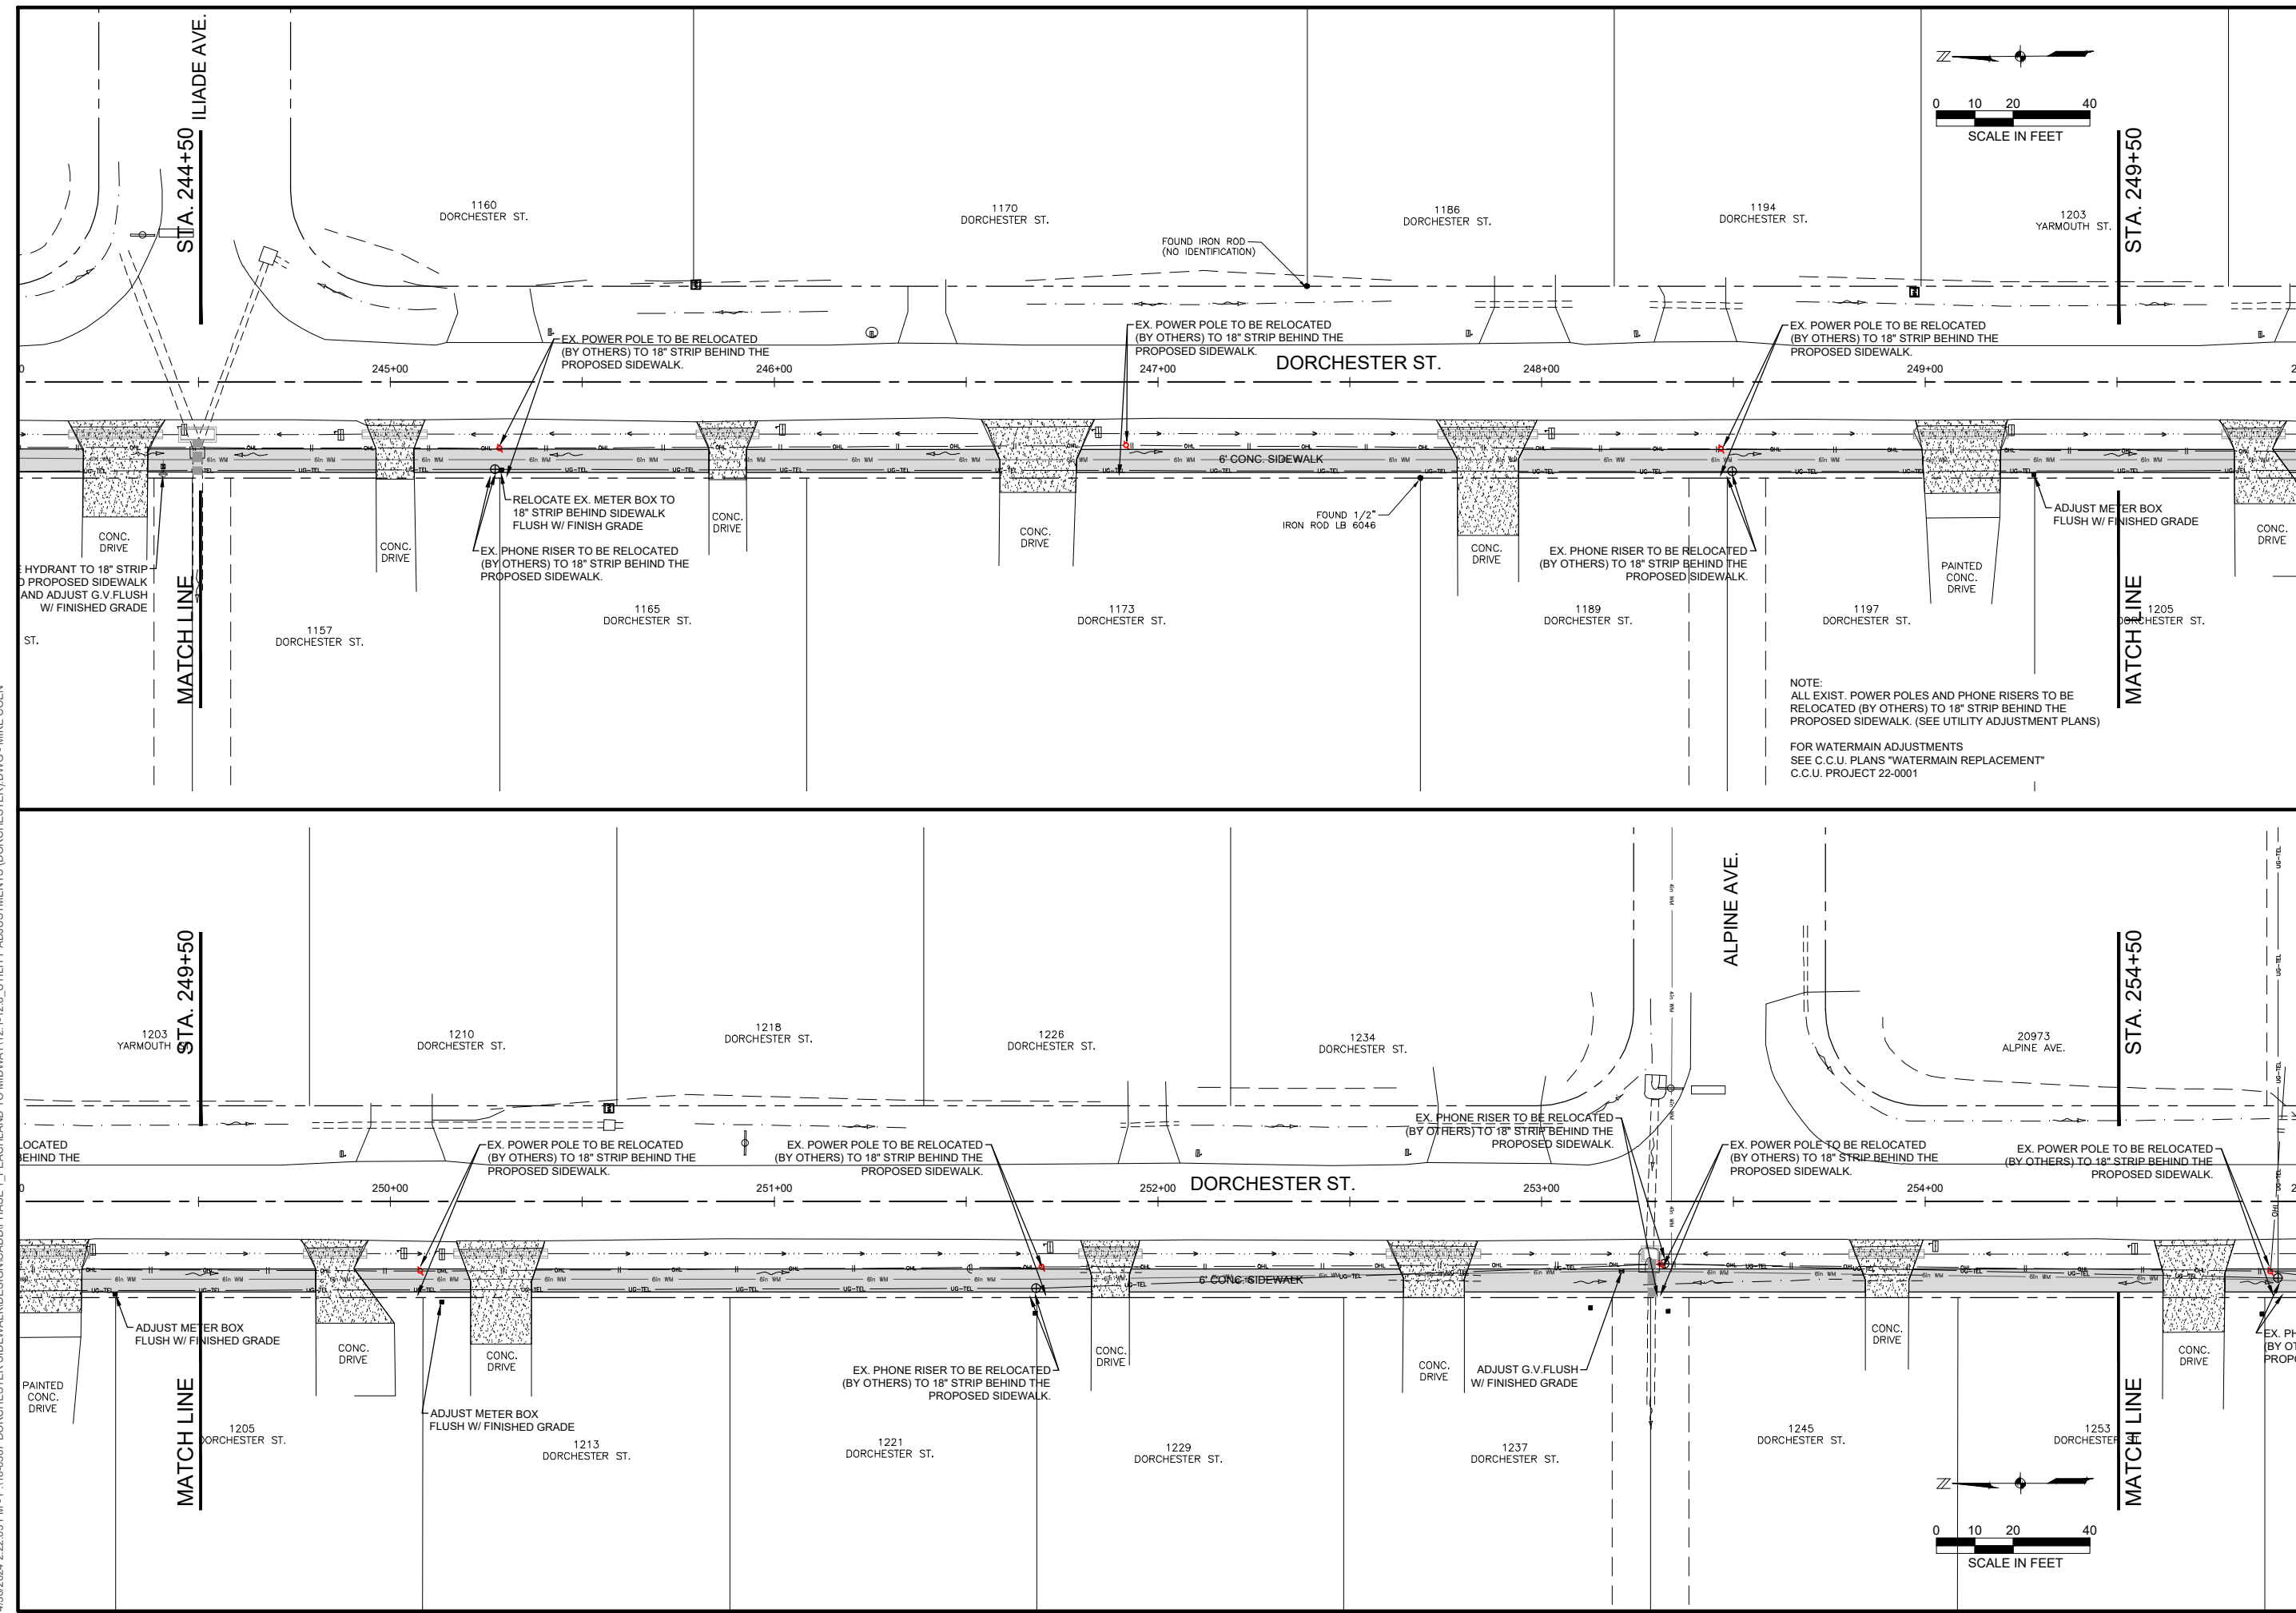 ILIADE AVE.
STA. 244+50
0 10 20 40
SCALE IN FEET
STA. 249+50
1160
DORCHESTER ST.
1170
DORCHESTER ST.
1186
DORCHESTER ST.
1194
DORCHESTER ST.
1203
YARMOUTH ST.
FOUND IRON ROD
(NO IDENTIFICATION)
EX. POWER POLE TO BE RELOCATED
(BY OTHERS) TO 18" STRIP BEHIND THE
PROPOSED SIDEWALK.
EX. POWER POLE TO BE RELOCATED
(BY OTHERS) TO 18" STRIP BEHIND THE
PROPOSED SIDEWALK.
EX. POWER POLE TO BE RELOCATED
(BY OTHERS) TO 18" STRIP BEHIND THE
PROPOSED SIDEWALK.
DORCHESTER ST.
245+00
246+00
247+00
248+00
249+00
OHL
6in WM
UG-TEL
6' CONC. SIDEWALK
CONC.
DRIVE
CONC.
DRIVE
CONC.
DRIVE
CONC.
DRIVE
CONC.
DRIVE
PAINTED
CONC.
DRIVE
CONC.
DRIVE
RELOCATE EX. METER BOX TO
18" STRIP BEHIND SIDEWALK
FLUSH W/ FINISH GRADE
EX. PHONE RISER TO BE RELOCATED
(BY OTHERS) TO 18" STRIP BEHIND THE
PROPOSED SIDEWALK.
FOUND 1/2"
IRON ROD LB 6046
EX. PHONE RISER TO BE RELOCATED
(BY OTHERS) TO 18" STRIP BEHIND THE
PROPOSED SIDEWALK.
ADJUST METER BOX
FLUSH W/ FINISHED GRADE
HYDRANT TO 18" STRIP
PROPOSED SIDEWALK
AND ADJUST G.V.FLUSH
W/ FINISHED GRADE
ST.
MATCH LINE
1157
DORCHESTER ST.
1165
DORCHESTER ST.
1173
DORCHESTER ST.
1189
DORCHESTER ST.
1197
DORCHESTER ST.
1205
DORCHESTER ST.
MATCH LINE
NOTE:
ALL EXIST. POWER POLES AND PHONE RISERS TO BE
RELOCATED (BY OTHERS) TO 18" STRIP BEHIND THE
PROPOSED SIDEWALK. (SEE UTILITY ADJUSTMENT PLANS)
FOR WATERMAIN ADJUSTMENTS
SEE C.C.U. PLANS "WATERMAIN REPLACEMENT"
C.C.U. PROJECT 22-0001
STA. 249+50
ALPINE AVE.
STA. 254+50
1203
YARMOUTH ST.
1210
DORCHESTER ST.
1218
DORCHESTER ST.
1226
DORCHESTER ST.
1234
DORCHESTER ST.
20973
ALPINE AVE.
BEHIND THE
EX. POWER POLE TO BE RELOCATED
(BY OTHERS) TO 18" STRIP BEHIND THE
PROPOSED SIDEWALK.
EX. POWER POLE TO BE RELOCATED
(BY OTHERS) TO 18" STRIP BEHIND THE
PROPOSED SIDEWALK.
EX. PHONE RISER TO BE RELOCATED
(BY OTHERS) TO 18" STRIP BEHIND THE
PROPOSED SIDEWALK.
EX. POWER POLE TO BE RELOCATED
(BY OTHERS) TO 18" STRIP BEHIND THE
PROPOSED SIDEWALK.
EX. POWER POLE TO BE RELOCATED
(BY OTHERS) TO 18" STRIP BEHIND THE
PROPOSED SIDEWALK.
DORCHESTER ST.
250+00
251+00
252+00
253+00
254+00
OHL
6in WM
UG-TEL
6' CONC. SIDEWALK
ADJUST METER BOX
FLUSH W/ FINISHED GRADE
PAINTED
CONC.
DRIVE
CONC.
DRIVE
CONC.
DRIVE
CONC.
DRIVE
CONC.
DRIVE
CONC.
DRIVE
CONC.
DRIVE
ADJUST METER BOX
FLUSH W/ FINISHED GRADE
EX. PHONE RISER TO BE RELOCATED
(BY OTHERS) TO 18" STRIP BEHIND THE
PROPOSED SIDEWALK.
ADJUST G.V.FLUSH
W/ FINISHED GRADE
MATCH LINE
1205
DORCHESTER ST.
1213
DORCHESTER ST.
1221
DORCHESTER ST.
1229
DORCHESTER ST.
1237
DORCHESTER ST.
1245
DORCHESTER ST.
1253
DORCHESTER ST.
MATCH LINE
0 10 20 40
SCALE IN FEET